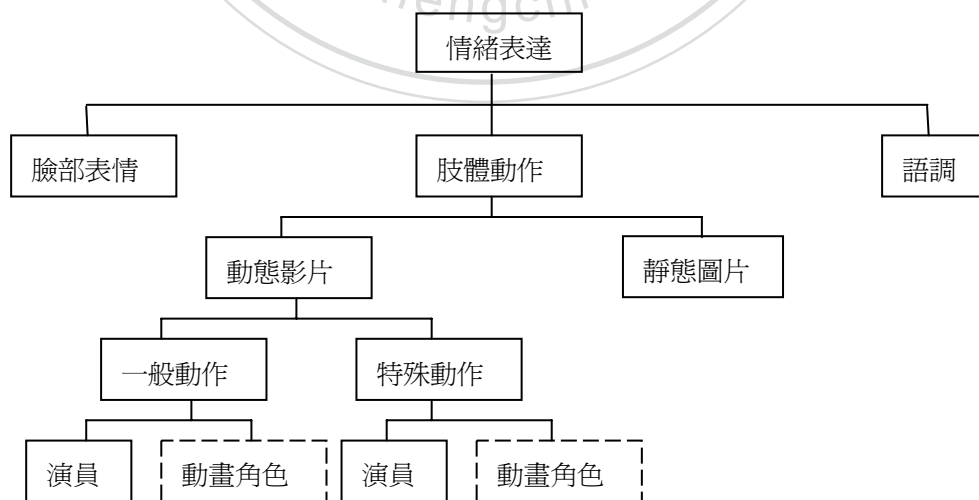 情緒表達
臉部表情
肢體動作
語調
動態影片
靜態圖片
一般動作
特殊動作
演員
動畫角色
演員
動畫角色